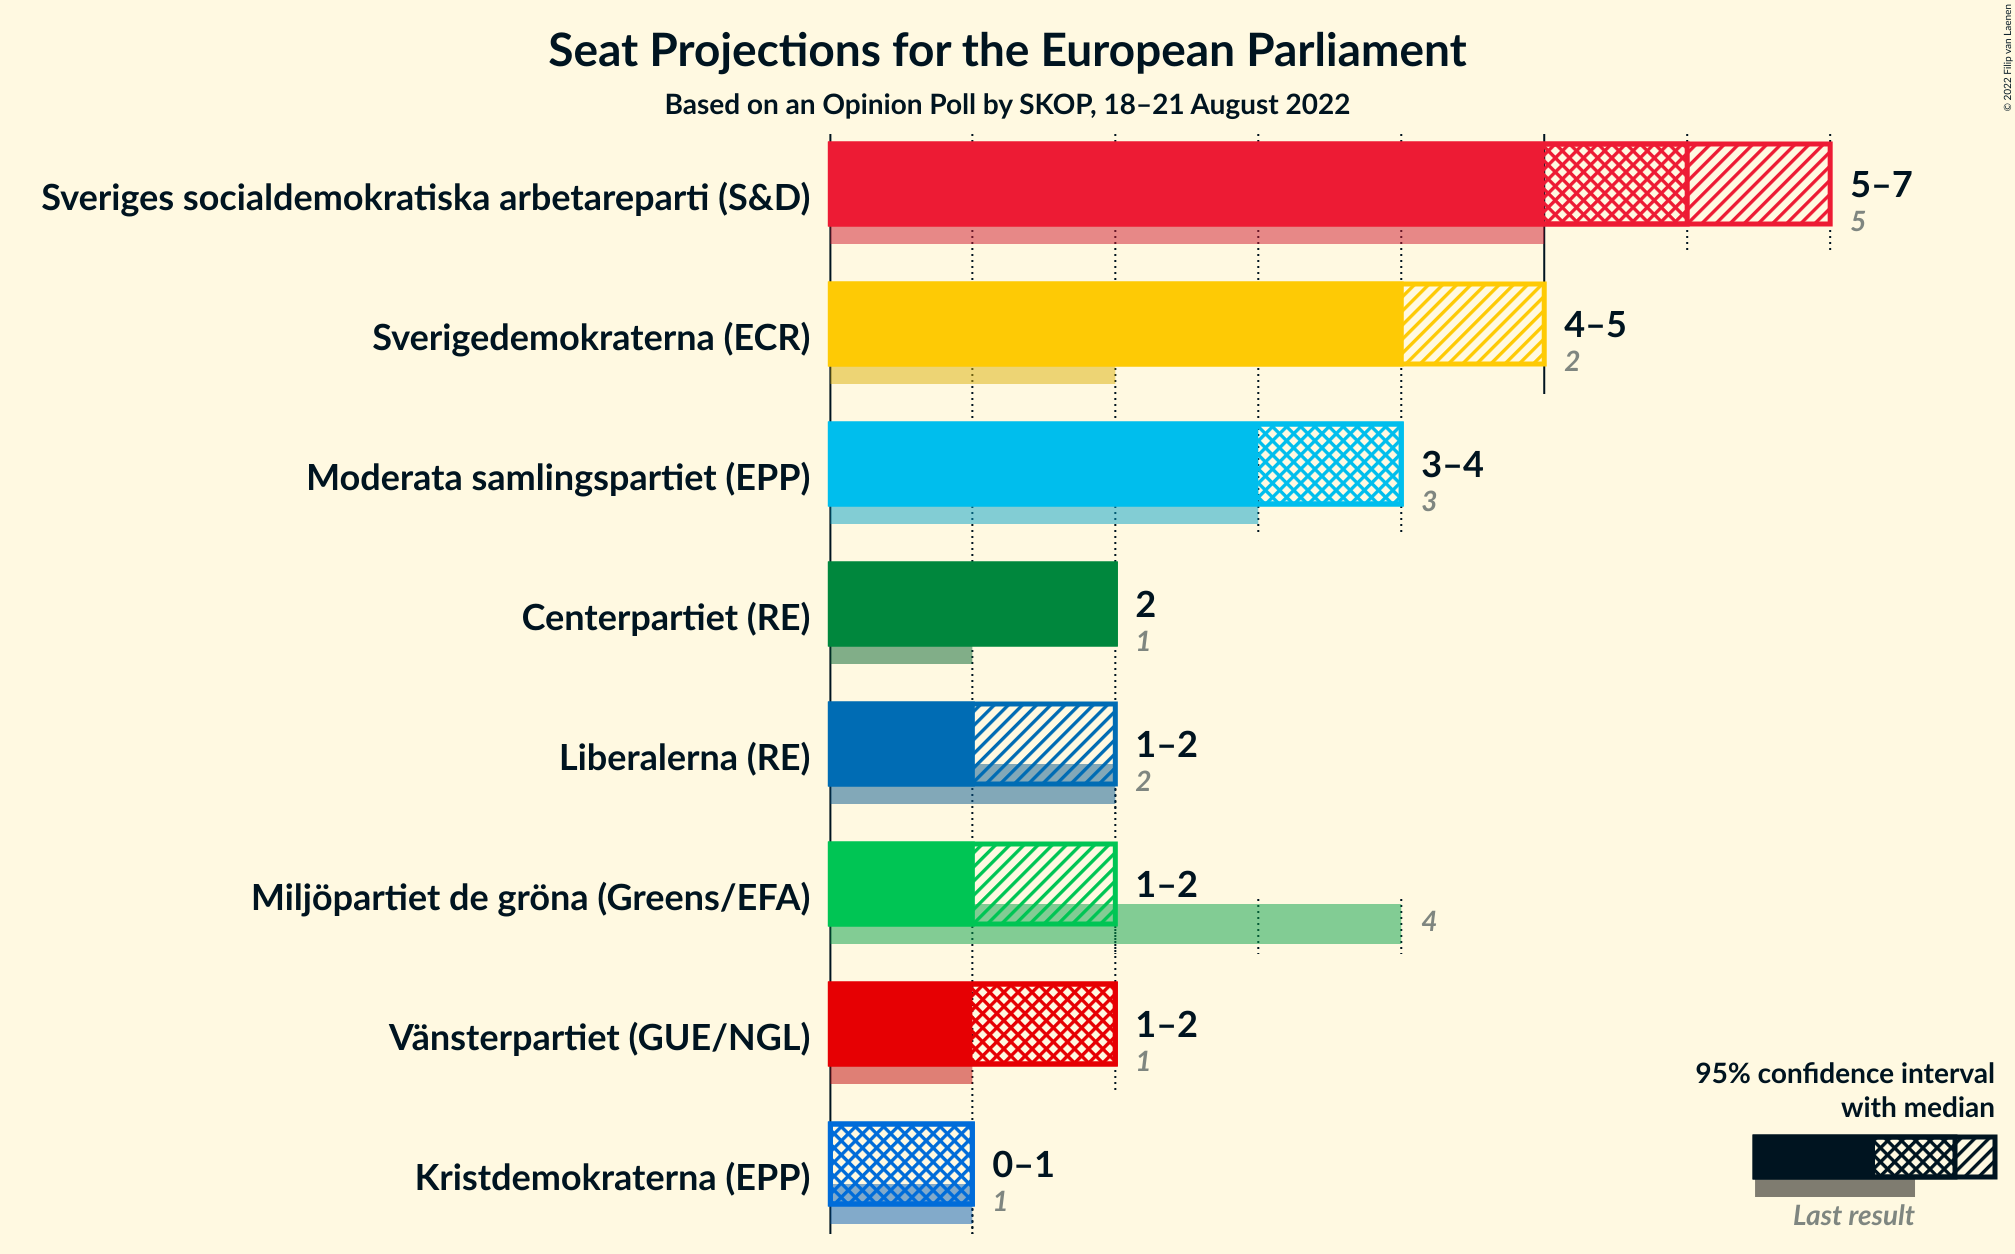 Seat Projections for the European Parliament
Based on an Opinion Poll by SKOP, 18–21 August 2022
© 2022 Filip van Laenen
Sveriges socialdemokratiska arbetareparti (S&D)
5–7
5
Sverigedemokraterna (ECR)
4–5
2
Moderata samlingspartiet (EPP)
3–4
3
Centerpartiet (RE)
2
1
Liberalerna (RE)
1–2
2
Miljöpartiet de gröna (Greens/EFA)
1–2
4
Vänsterpartiet (GUE/NGL)
1–2
1
Kristdemokraterna (EPP)
0–1
1
95% confidence interval
with median
Last result